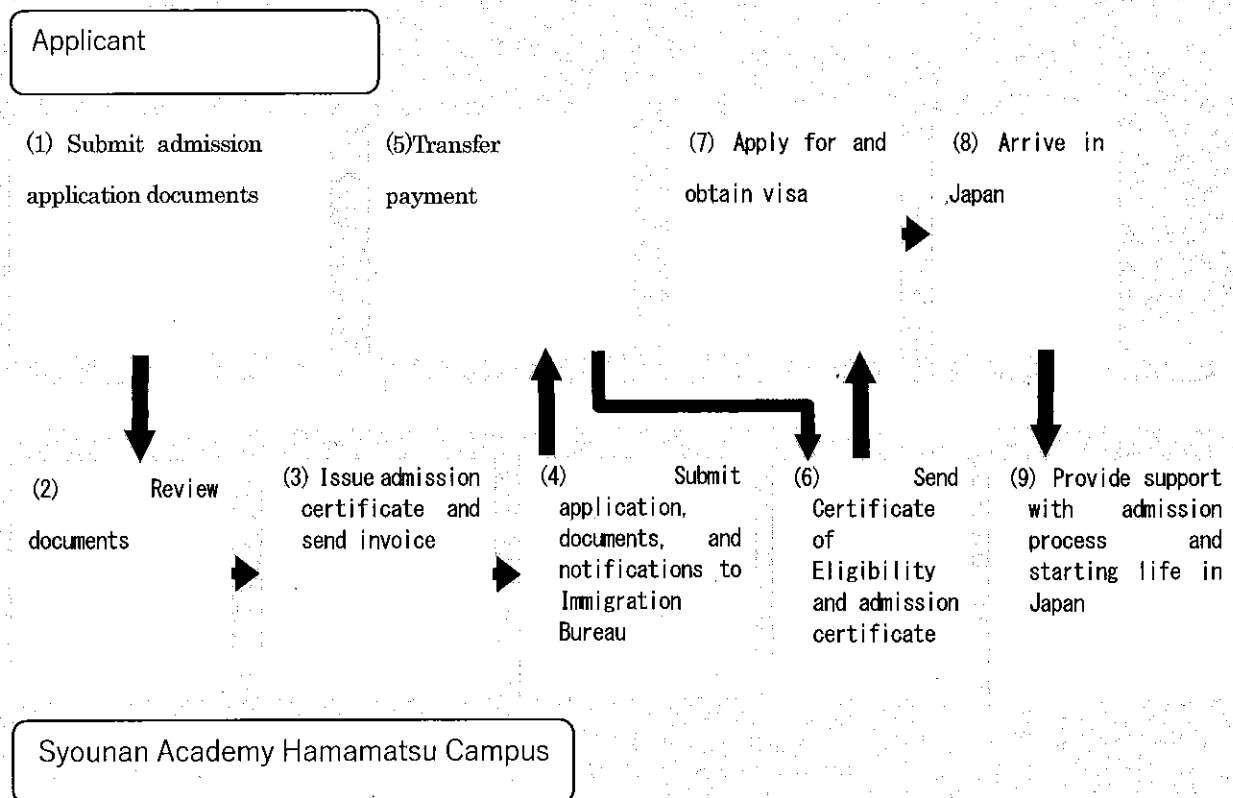 Applicant
(1) Submit admission
application documents
(5)Transfer
payment
(7) Apply for and
obtain visa
(8) Arrive in
Japan
(2) Review
documents
(3) Issue admission
certificate and
send invoice
(4) Submit
application,
documents, and
notifications to
Immigration
Bureau
(6) Send
Certificate
of
Eligibility
and admission
certificate
(9) Provide support
with admission
process and
starting life in
Japan
Syounan Academy Hamamatsu Campus